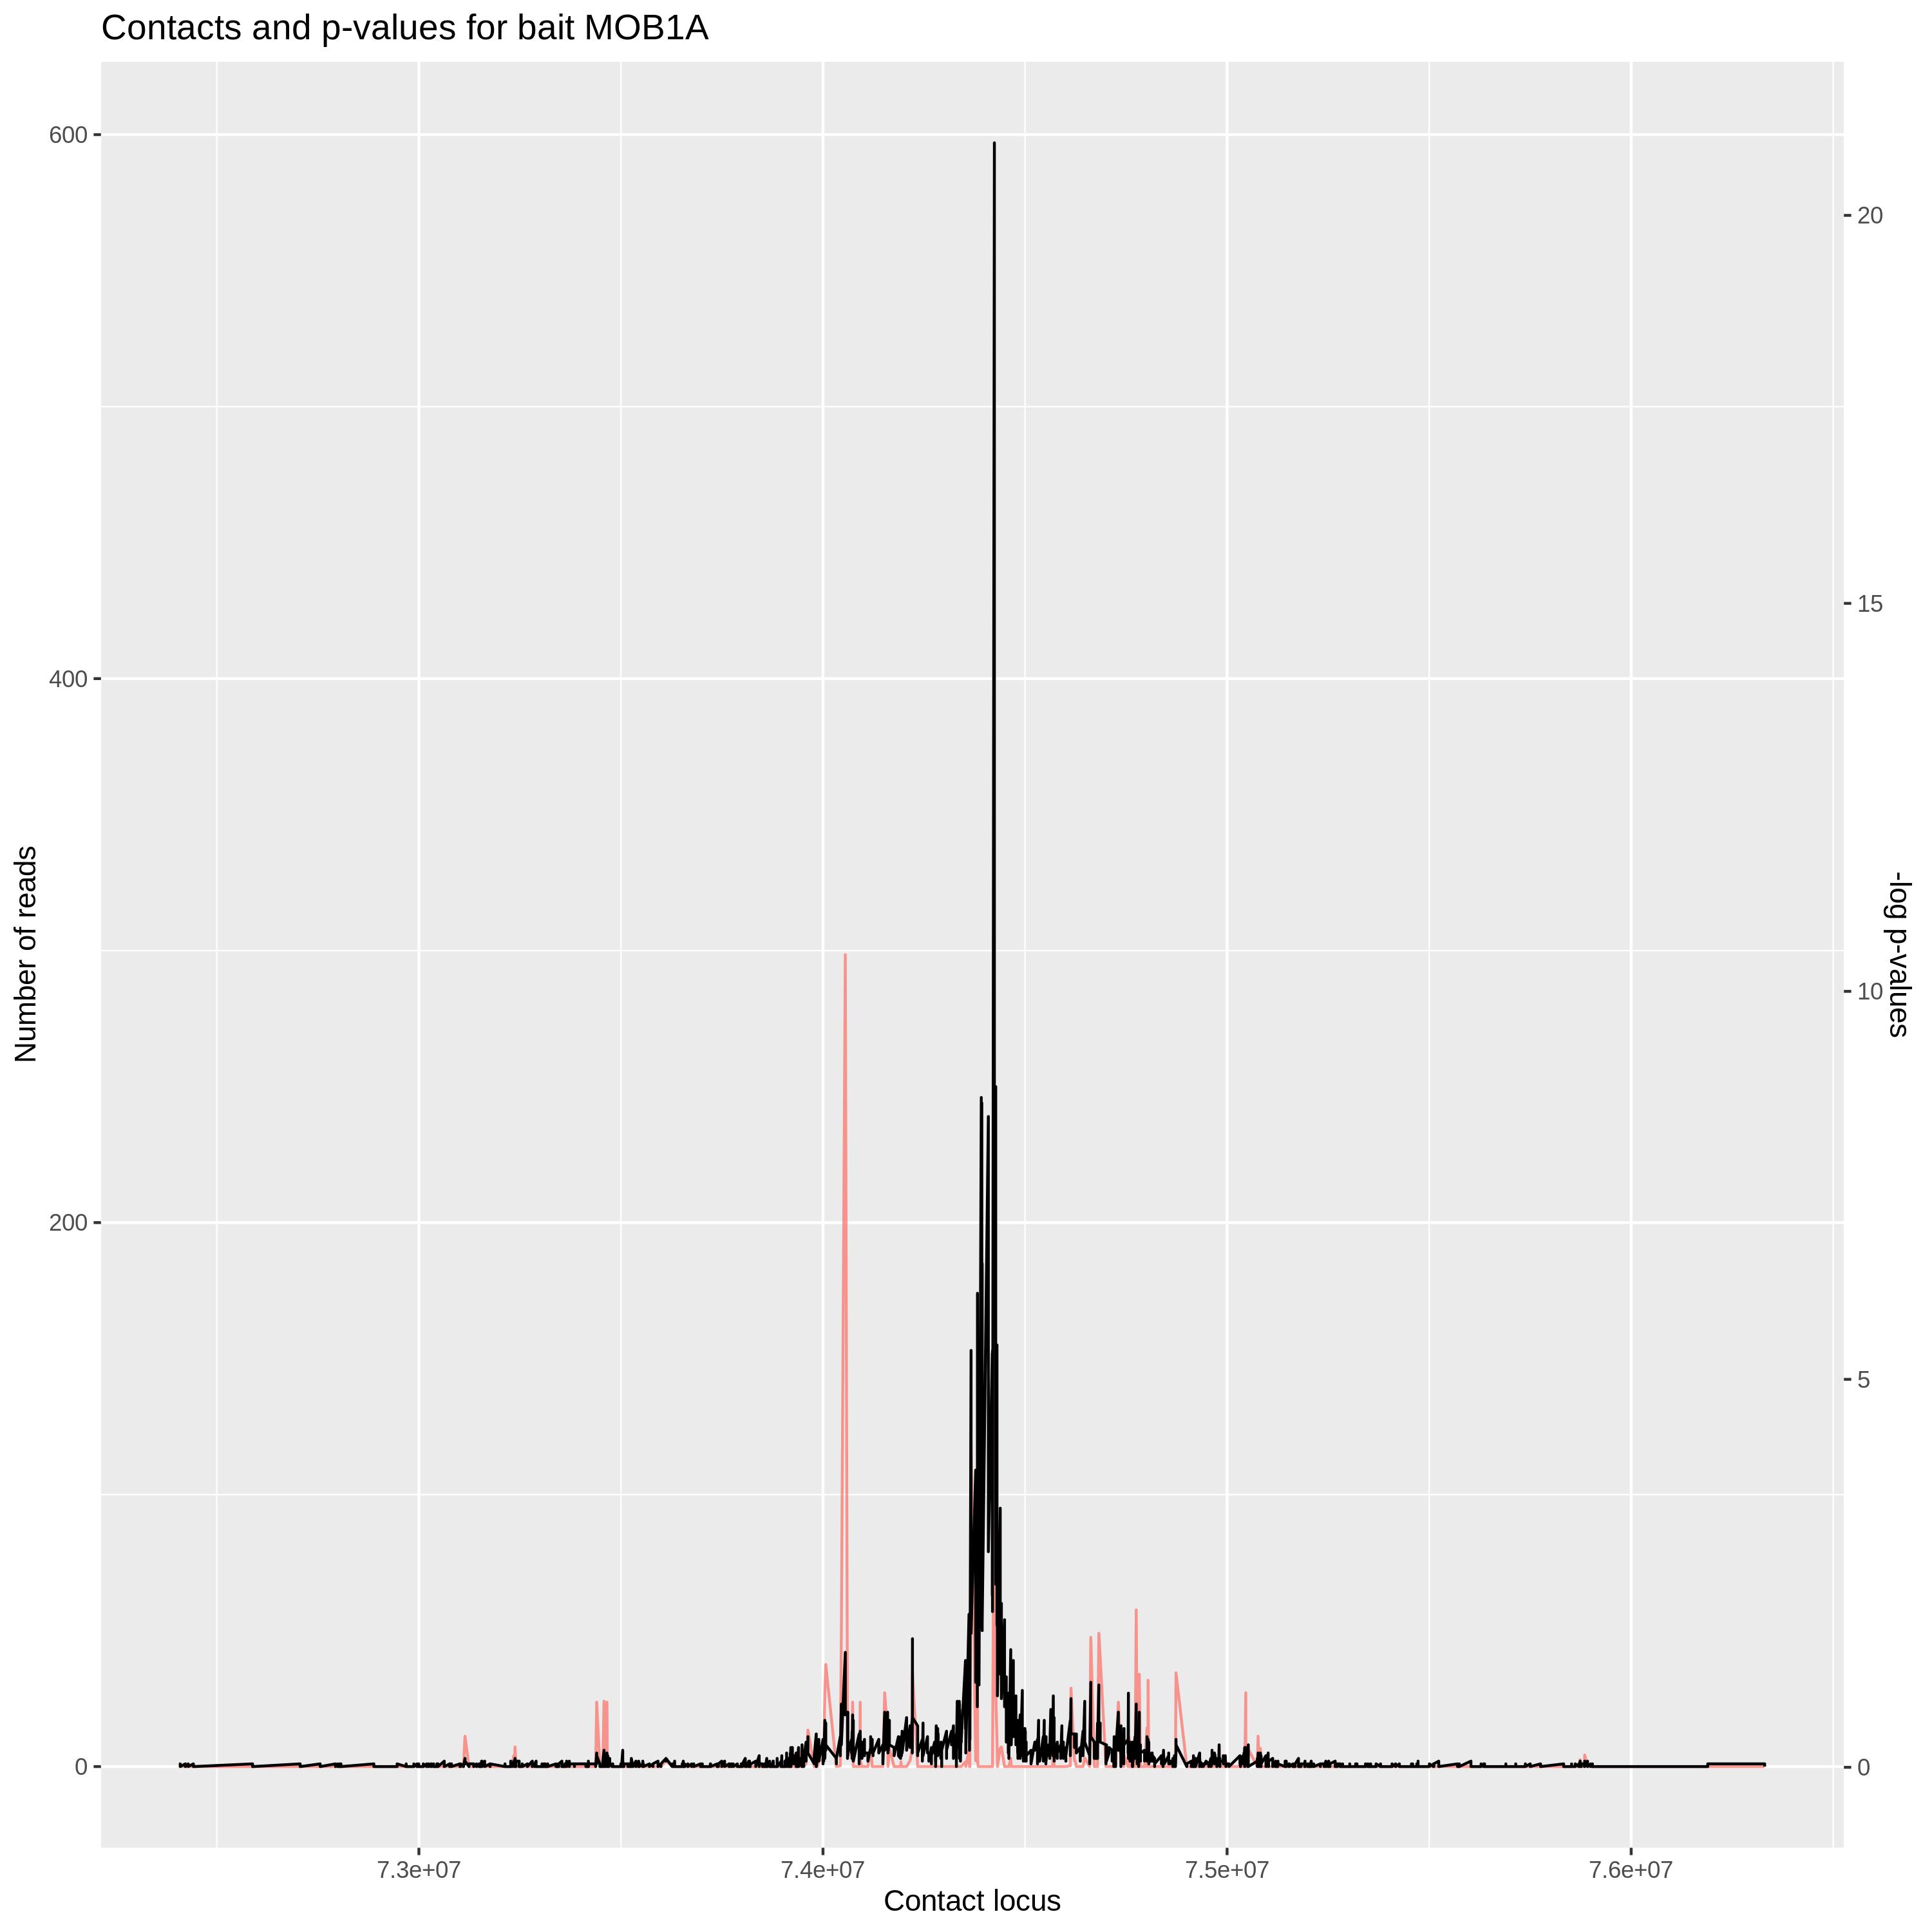 Contacts and p-values for bait MOB1A
600
400
200
0
Number of reads
20
15
10
5
0
-log p-values
7.3e+07
7.4e+07
7.5e+07
7.6e+07
Contact locus